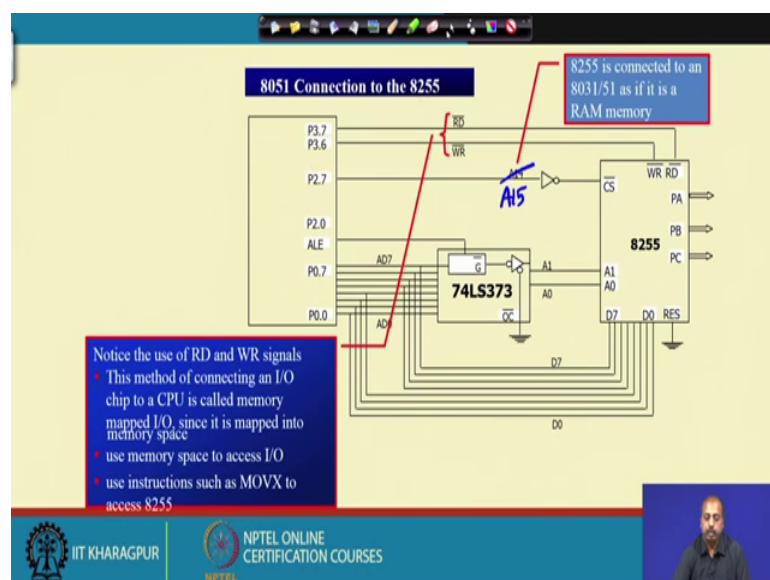 8051 Connection to the 8255
8255 is connected to an
8031/51 as if it is a
RAM memory
P3.7
P3.6
P2.7
P2.0
ALE
P0.7
P0.0
RD
WR
A15
AD7
74LS373
G
OC
A1
A0
CS
WR RD
PA
PB
PC
8255
A1
A0
D7
D0
RES
D7
D0
Notice the use of RD and WR signals
• This method of connecting an I/O
chip to a CPU is called memory
mapped I/O, since it is mapped into
memory space
• use memory space to access I/O
• use instructions such as MOVX to
access 8255
IIT KHARAGPUR
NPTEL ONLINE
CERTIFICATION COURSES
NPTEL